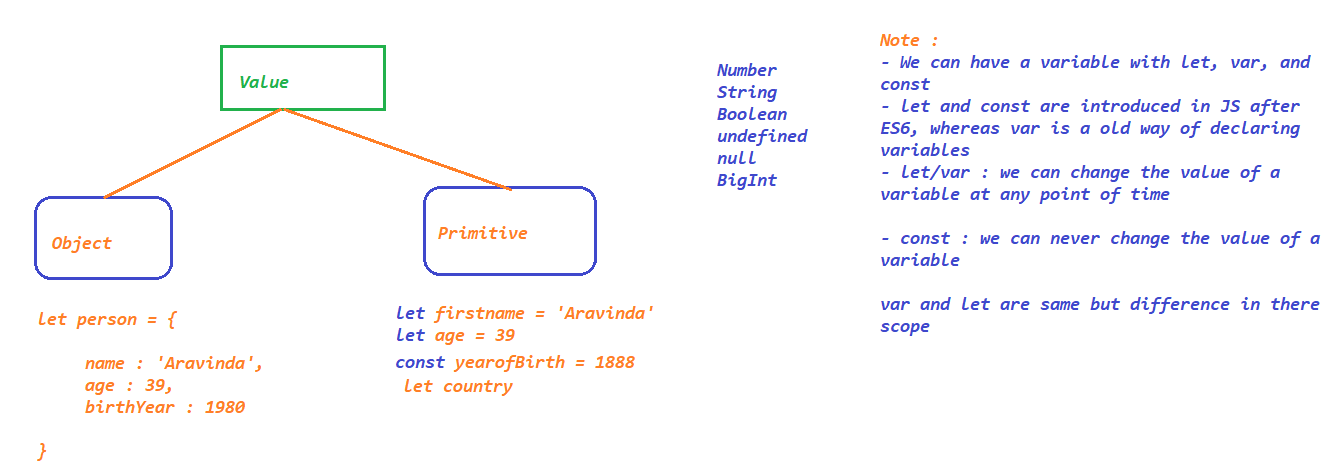 Value
Object
Primitive
let person = {
name : 'Aravinda',
age : 39,
birthYear : 1980
}
let firstname = 'Aravinda'
let age = 39
const yearofBirth = 1888
let country
Number
String
Boolean
undefined
null
BigInt
Note :
- We can have a variable with let, var, and
const
- let and const are introduced in JS after
ES6, whereas var is a old way of declaring
variables
- let/var : we can change the value of a
variable at any point of time
- const : we can never change the value of a
variable
var and let are same but difference in there
scope